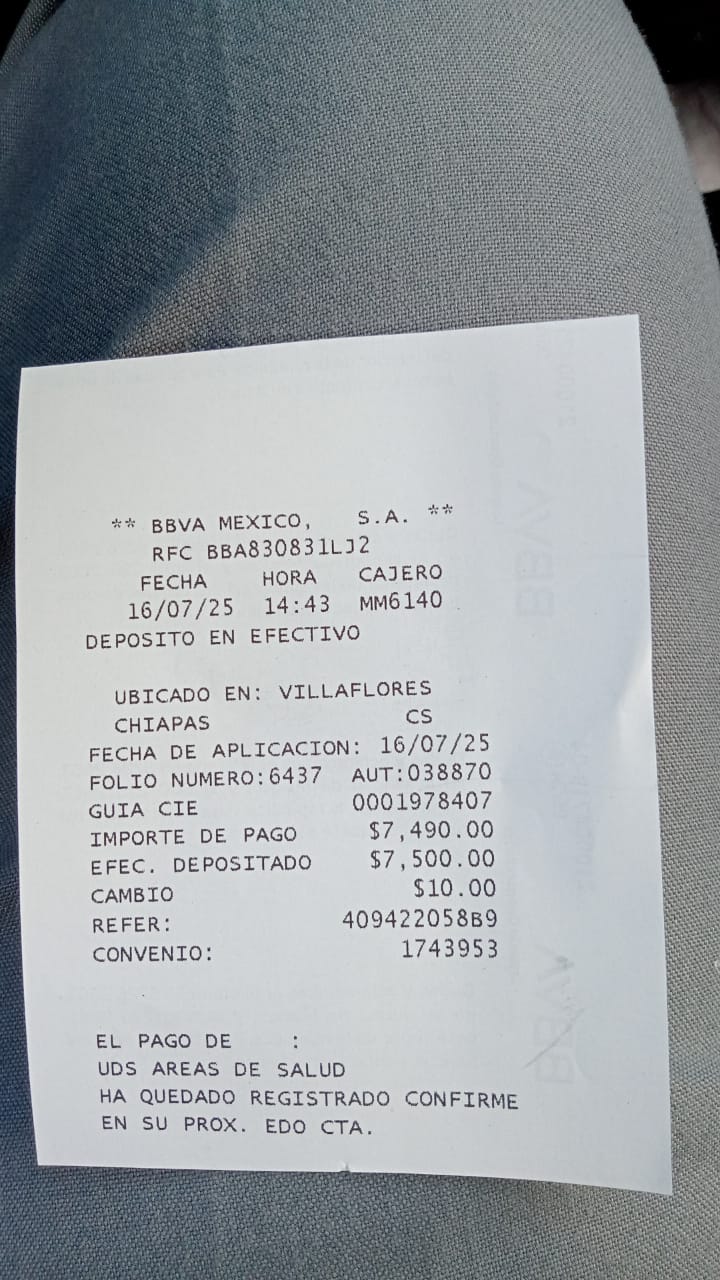 ** BBVA MEXICO, S.A. **
RFC BBA830831LJ2
FECHA HORA CAJERO
16/07/25 14:43 MM6140
DEPOSITO EN EFECTIVO
UBICADO EN: VILLAFLORES
CHIAPAS CS
FECHA DE APLICACION: 16/07/25
FOLIO NUMERO:6437 AUT:038870
GUIA CIE 0001978407
IMPORTE DE PAGO $7,490.00
EFEC. DEPOSITADO $7,500.00
CAMBIO $10.00
REFER: 409422058B9
CONVENIO: 1743953
EL PAGO DE :
UDS AREAS DE SALUD
HA QUEDADO REGISTRADO CONFIRME
EN SU PROX. EDO CTA.
BBVA
BBVA